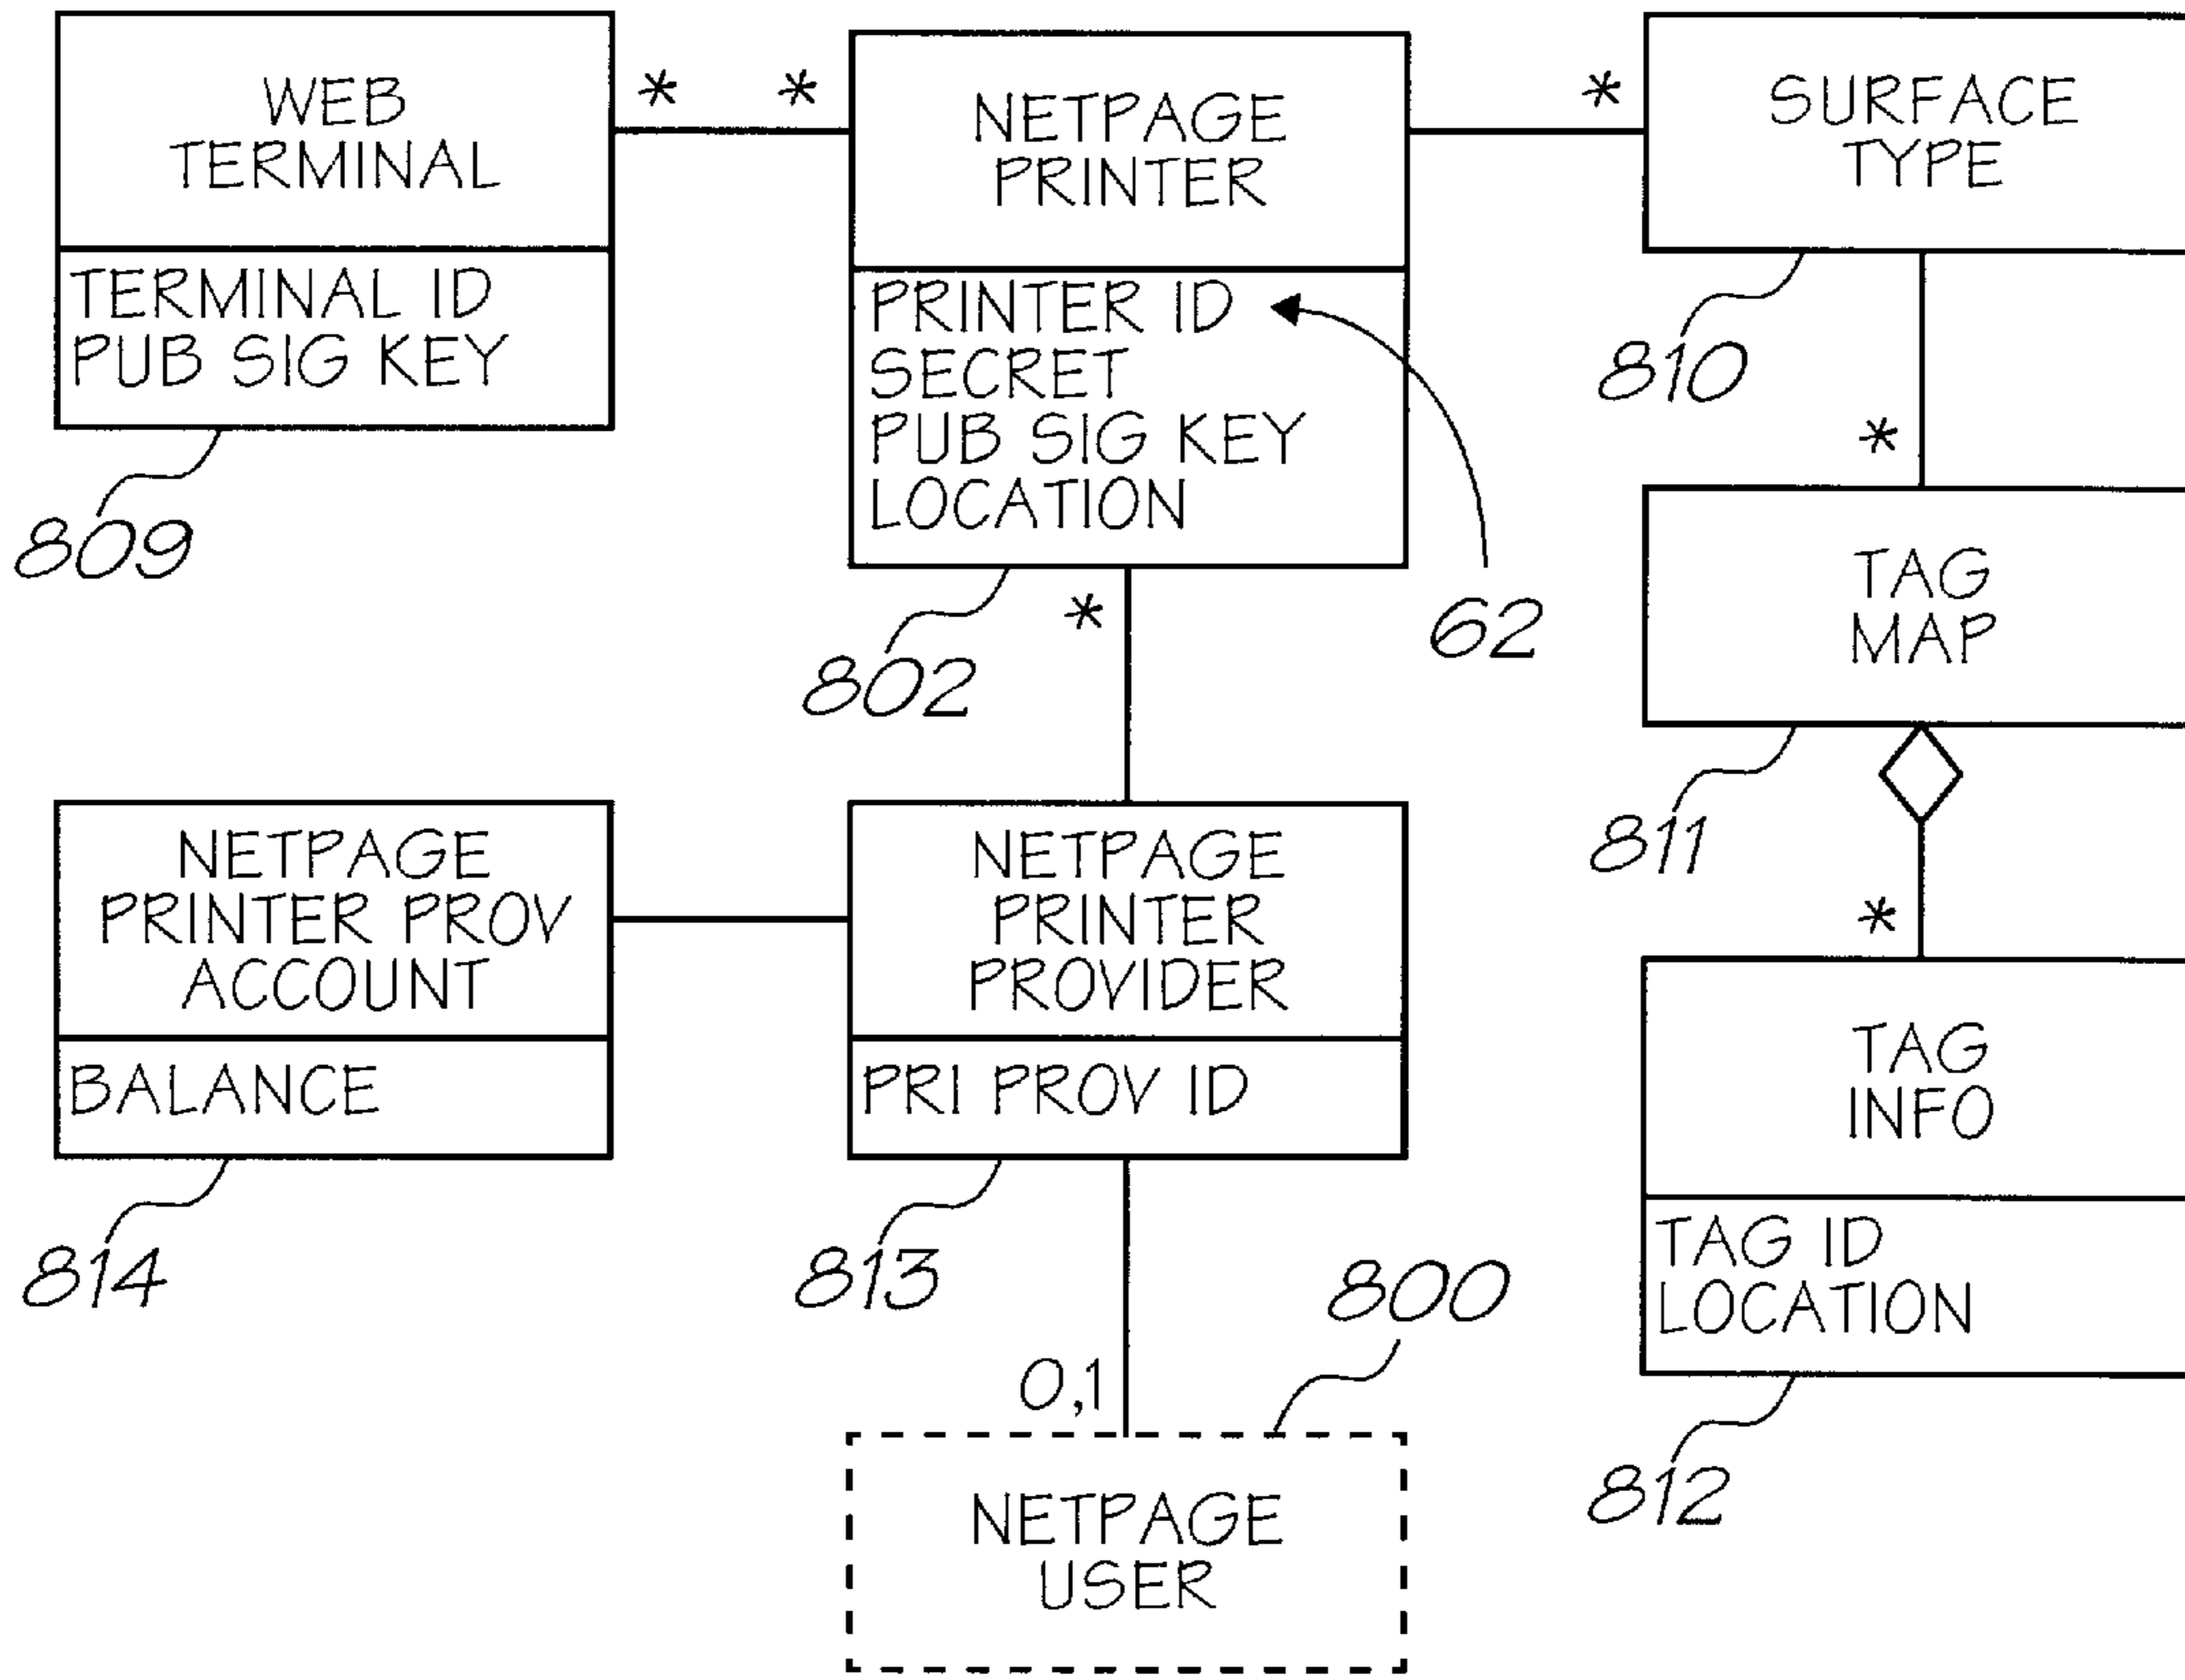 WEB
TERMINAL
TERMINAL ID
PUB SIG KEY
809
*
*
NETPAGE
PRINTER
PRINTER ID
SECRET
PUB SIG KEY
LOCATION
62
802
*
*
SURFACE
TYPE
810
*
TAG
MAP
811
*
TAG
INFO
TAG ID
LOCATION
812
NETPAGE
PRINTER PROV
ACCOUNT
BALANCE
814
NETPAGE
PRINTER
PROVIDER
PRI PROV ID
813
800
0,1
NETPAGE
USER